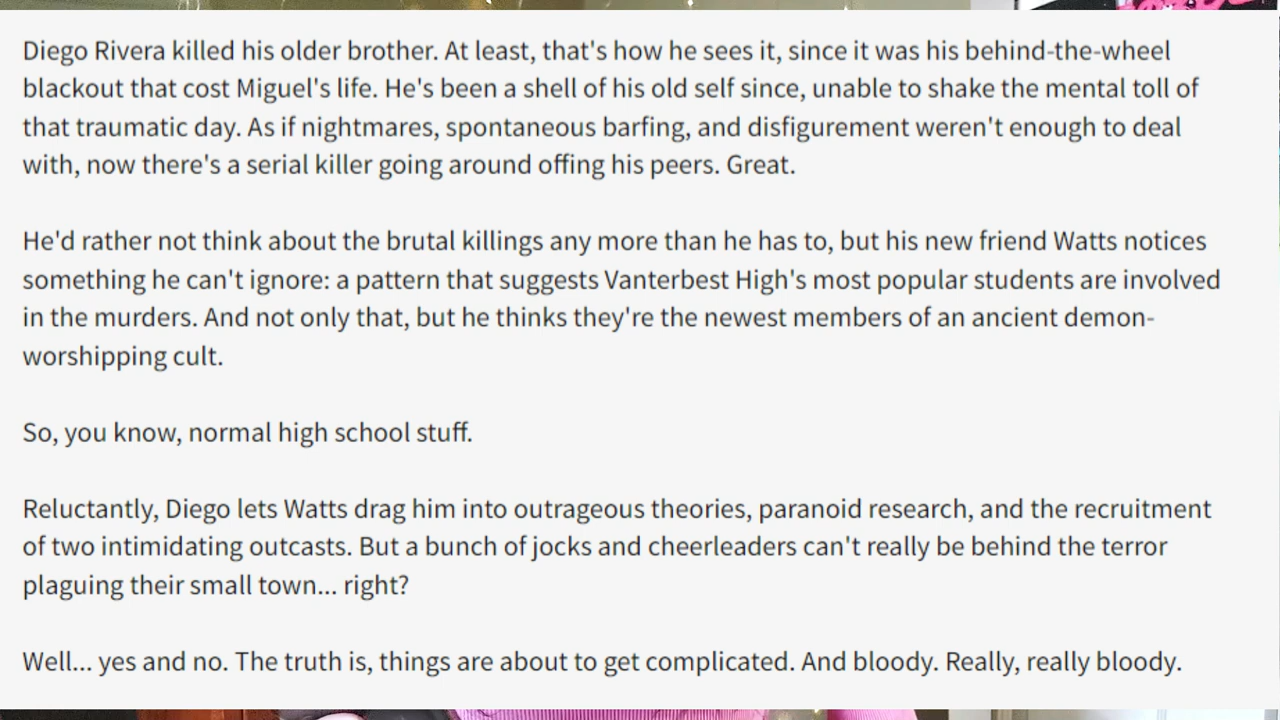 Diego Rivera killed his older brother. At least, that's how he sees it, since it was his behind-the-wheel
blackout that cost Miguel's life. He's been a shell of his old self since, unable to shake the mental toll of
that traumatic day. As if nightmares, spontaneous barfing, and disfigurement weren't enough to deal
with, now there's a serial killer going around offing his peers. Great.
He'd rather not think about the brutal killings any more than he has to, but his new friend Watts notices
something he can't ignore: a pattern that suggests Vanterbest High's most popular students are involved
in the murders. And not only that, but he thinks they're the newest members of an ancient demon-
worshipping cult.
So, you know, normal high school stuff.
Reluctantly, Diego lets Watts drag him into outrageous theories, paranoid research, and the recruitment
of two intimidating outcasts. But a bunch of jocks and cheerleaders can't really be behind the terror
plaguing their small town... right?
Well... yes and no. The truth is, things are about to get complicated. And bloody. Really, really bloody.